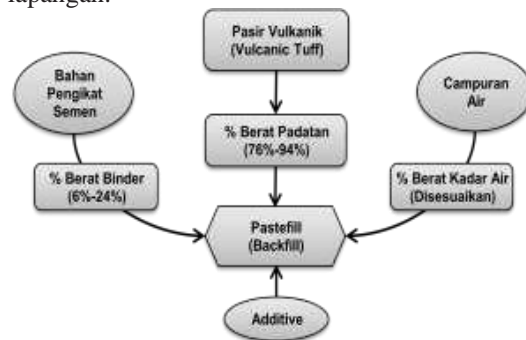 lapangan.
Pasir Vulkanik
(Vulcanic Tuff)
Bahan
Pengikat
Semen
Campuran
Air
% Berat Padatan
(76%-94%)
% Berat Binder
(6%-24%)
% Berat Kadar Air
(Disesuaikan)
Pastefill
(Backfill)
Additive